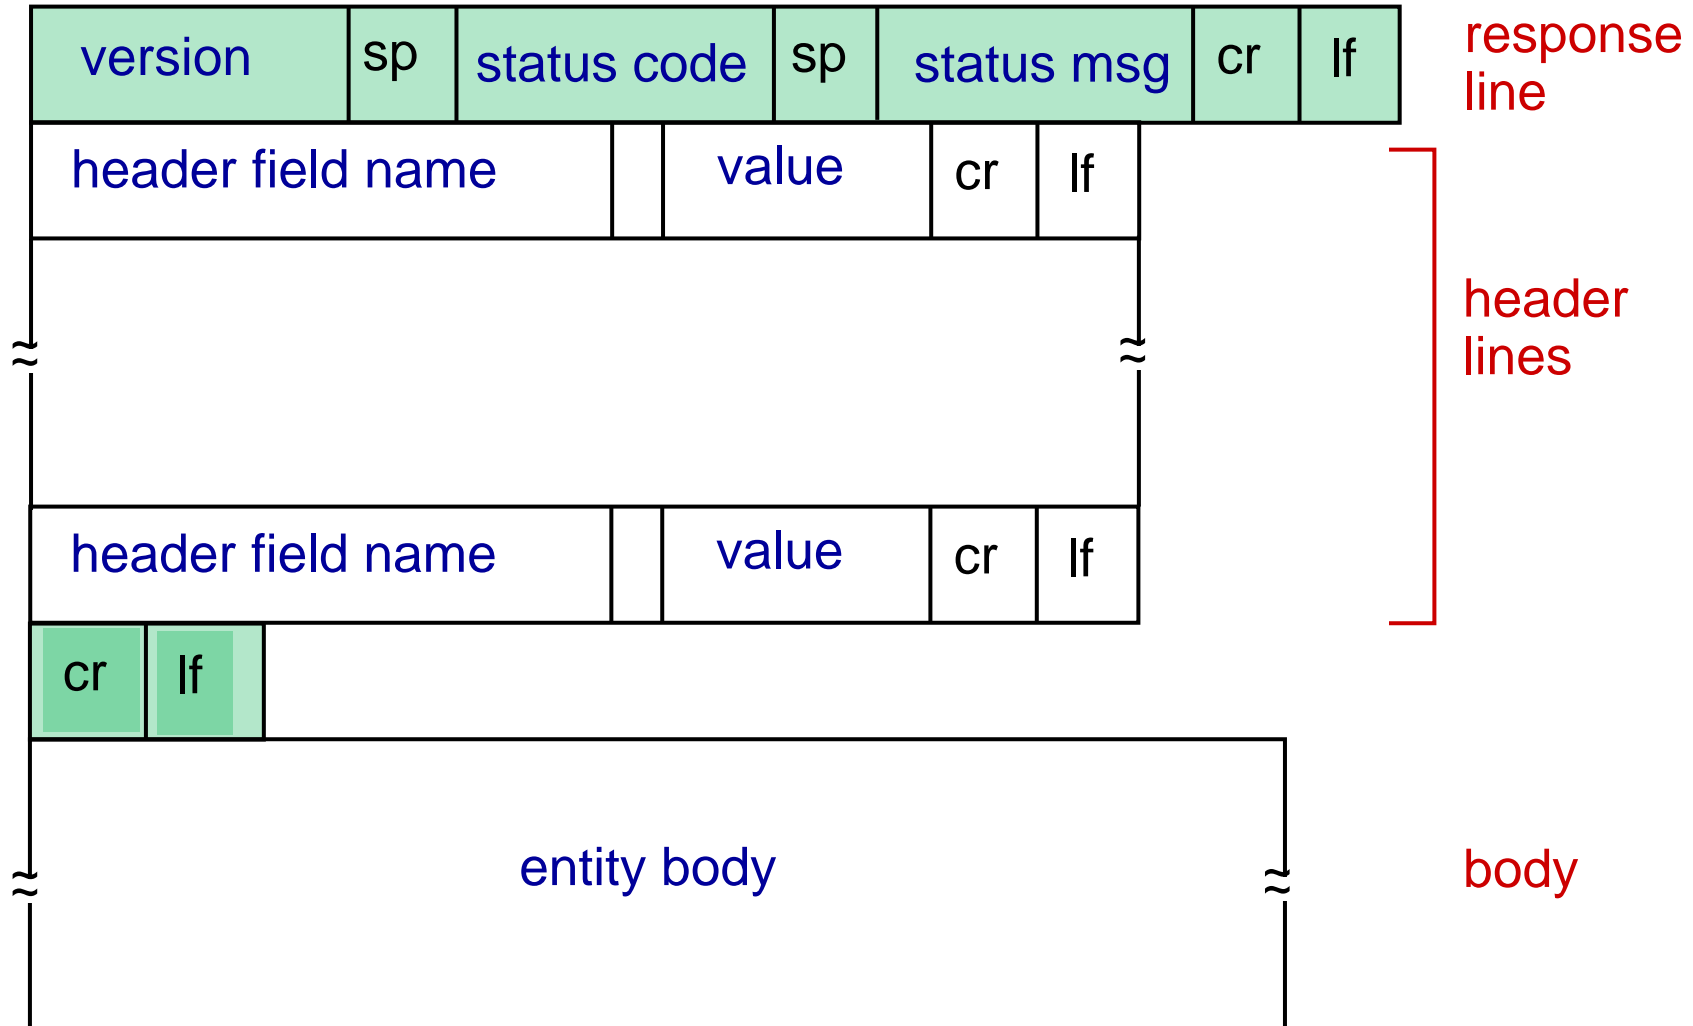 version sp status code sp status msg cr lf
response
line
header field name value cr lf
header
lines
header field name value cr lf
cr lf
entity body
body